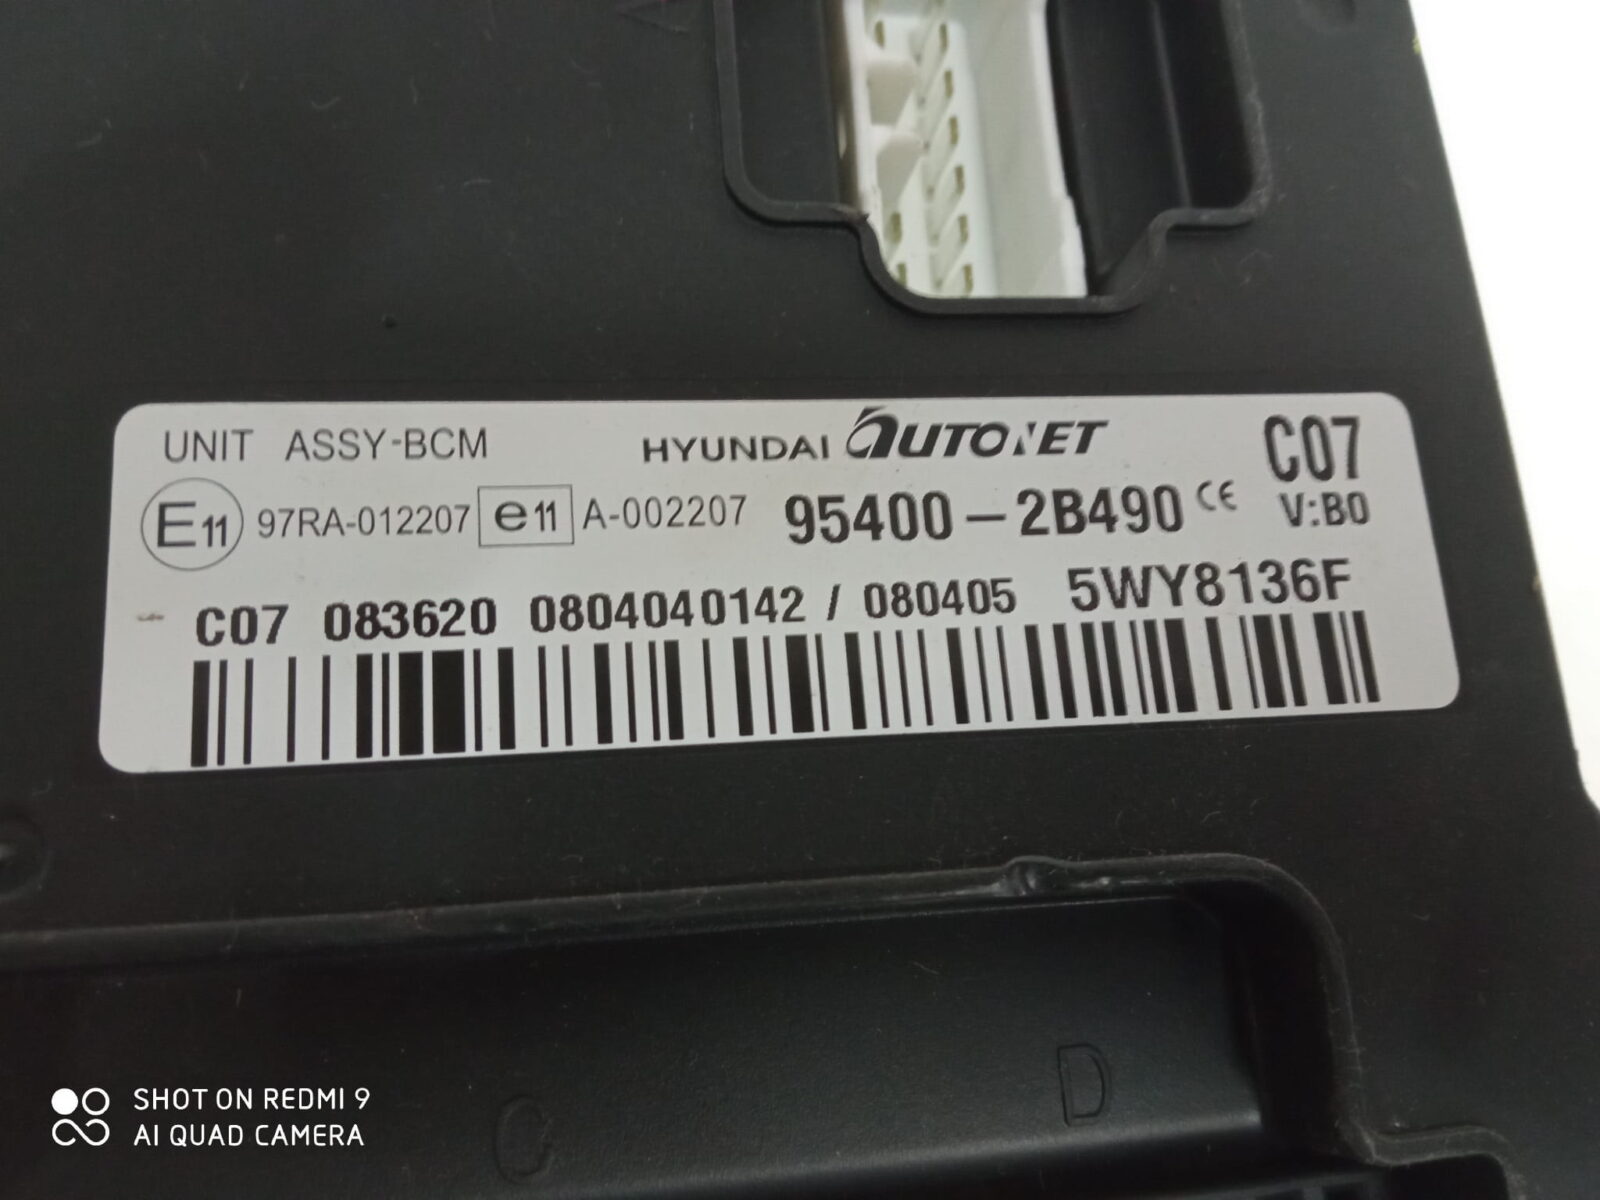 UNIT ASSY-BCM HYUNDAI AUTONET C07
E11 97RA-012207 e11 A-002207 95400-2B490 CE V:B0
C07 083620 0804040142 / 080405 5WY8136F
C D
SHOT ON REDMI 9
AI QUAD CAMERA